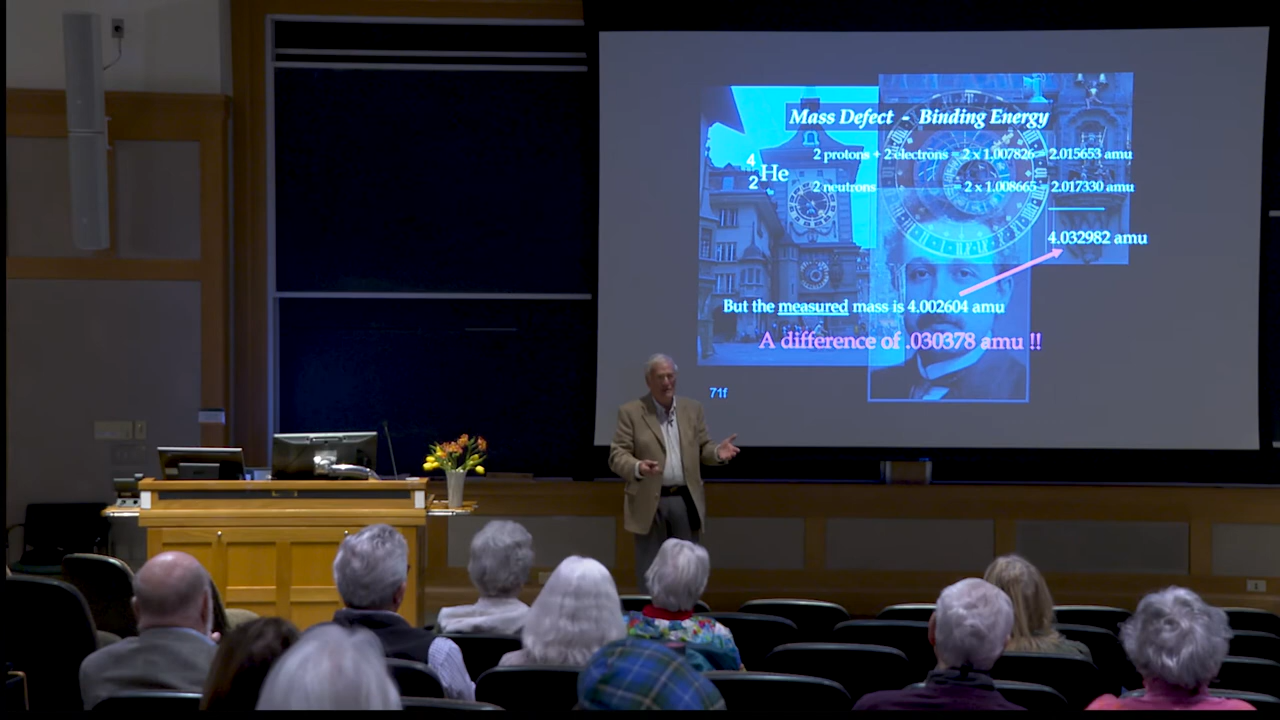 Mass Defect - Binding Energy
2 protons + 2 electrons = 2 x 1.007826 = 2.015653 amu
4
2He
2 neutrons = 2 x 1.008665 = 2.017330 amu
4.032982 amu
But the measured mass is 4.002604 amu
A difference of .030378 amu !!
71f